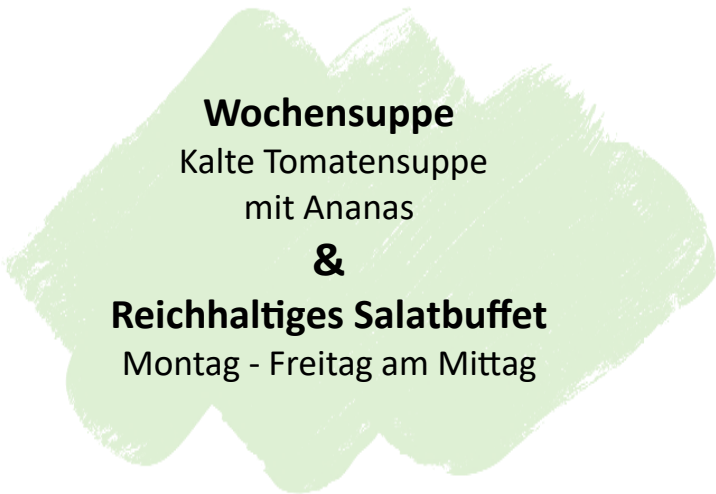 Wochensuppe
Kalte Tomatensuppe
mit Ananas
&
Reichhaltiges Salatbuffet
Montag - Freitag am Mittag